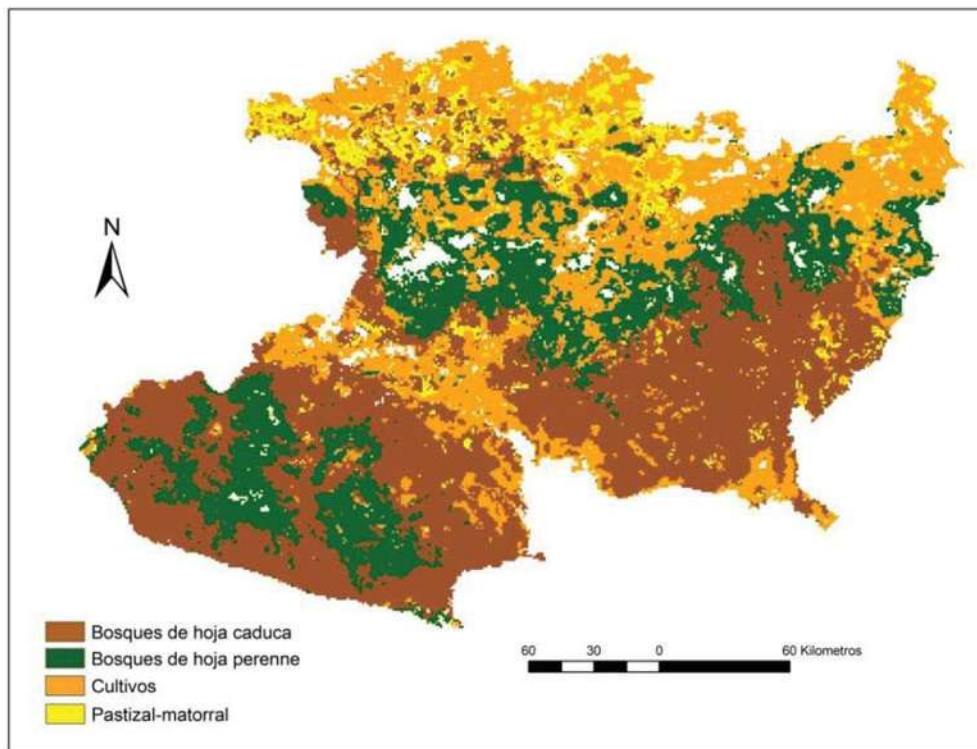 N
Bosques de hoja caduca
Bosques de hoja perenne
Cultivos
Pastizal-matorral
60 30 0 60 Kilometros